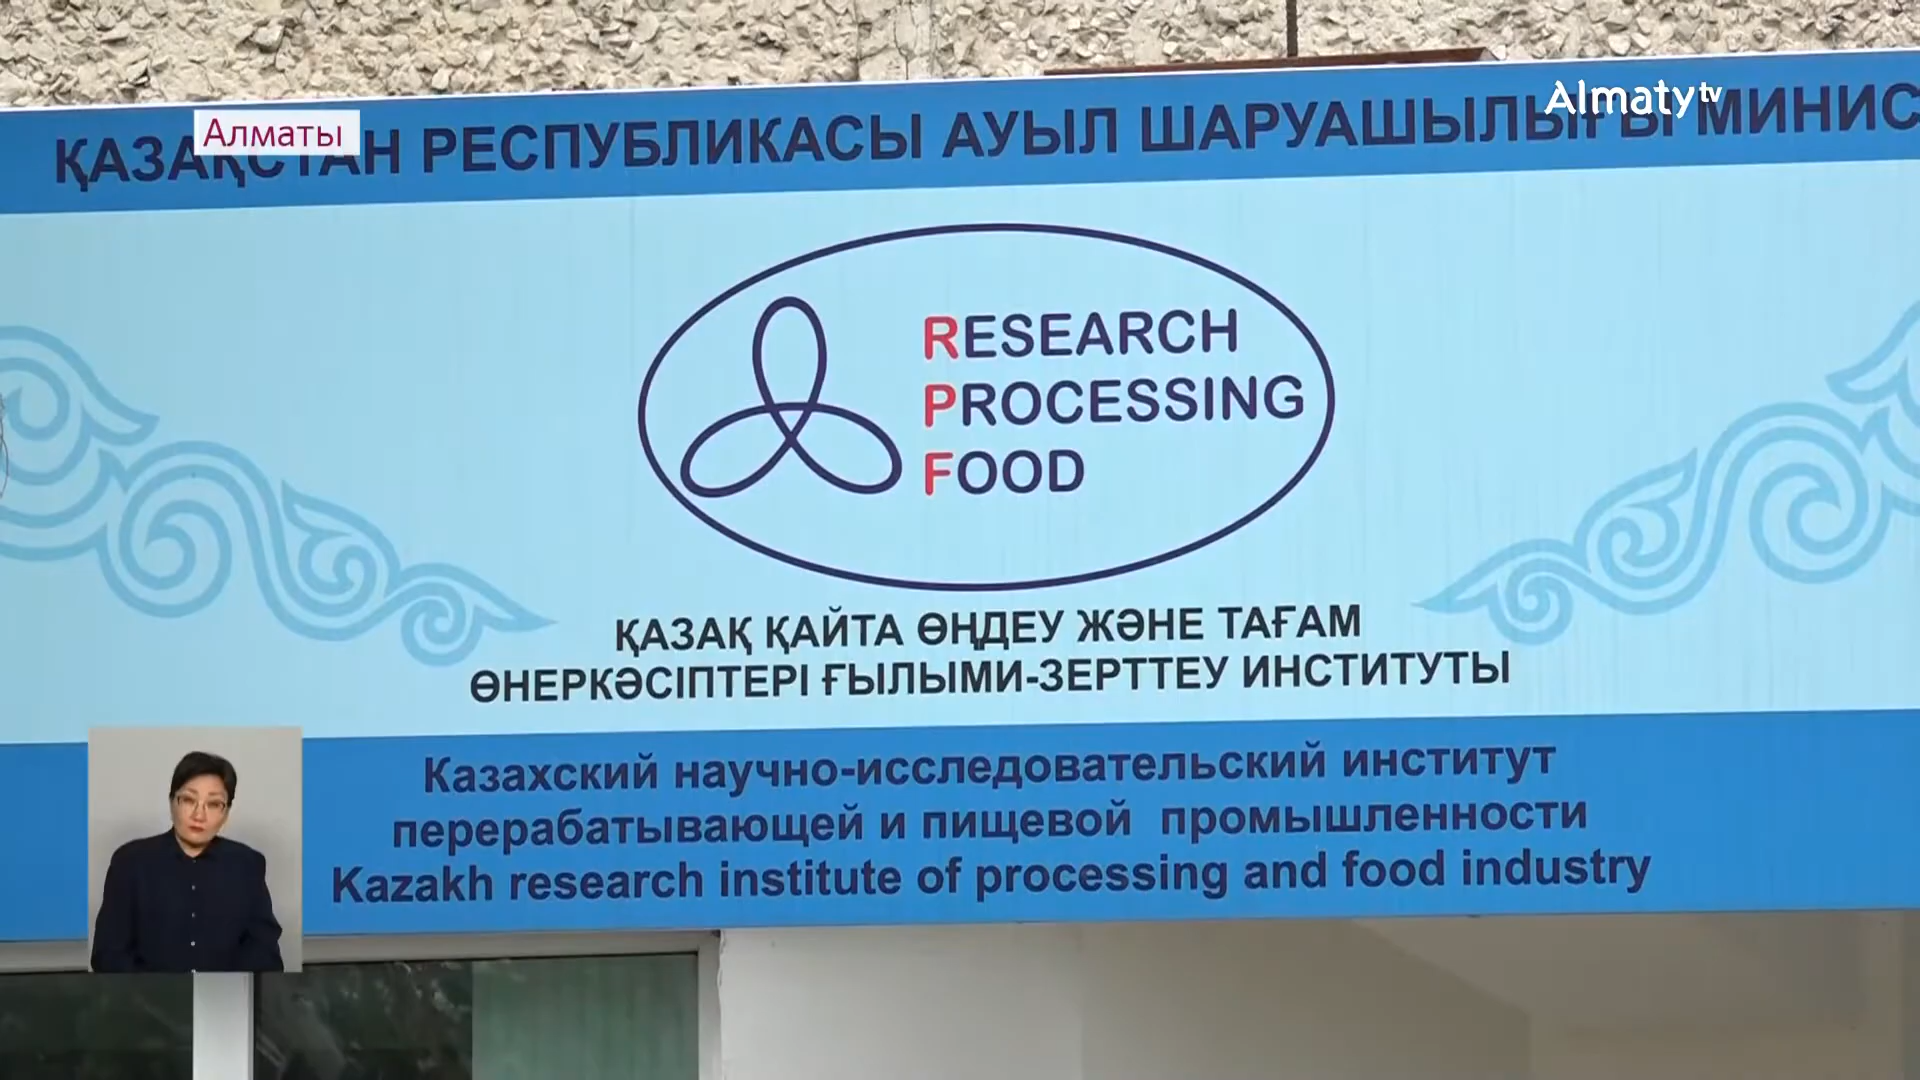 ҚАЗАҚСТАН РЕСПУБЛИКАСЫ АУЫЛ ШАРУАШЫЛЫҒЫ МИНИС
Алматы
Almaty tv
RESEARCH
PROCESSING
FOOD
ҚАЗАҚ ҚАЙТА ӨҢДЕУ ЖӘНЕ ТАҒАМ
ӨНЕРКӘСІПТЕРІ ҒЫЛЫМИ-ЗЕРТТЕУ ИНСТИТУТЫ
Казахский научно-исследовательский институт
перерабатывающей и пищевой промышленности
Kazakh research institute of processing and food industry